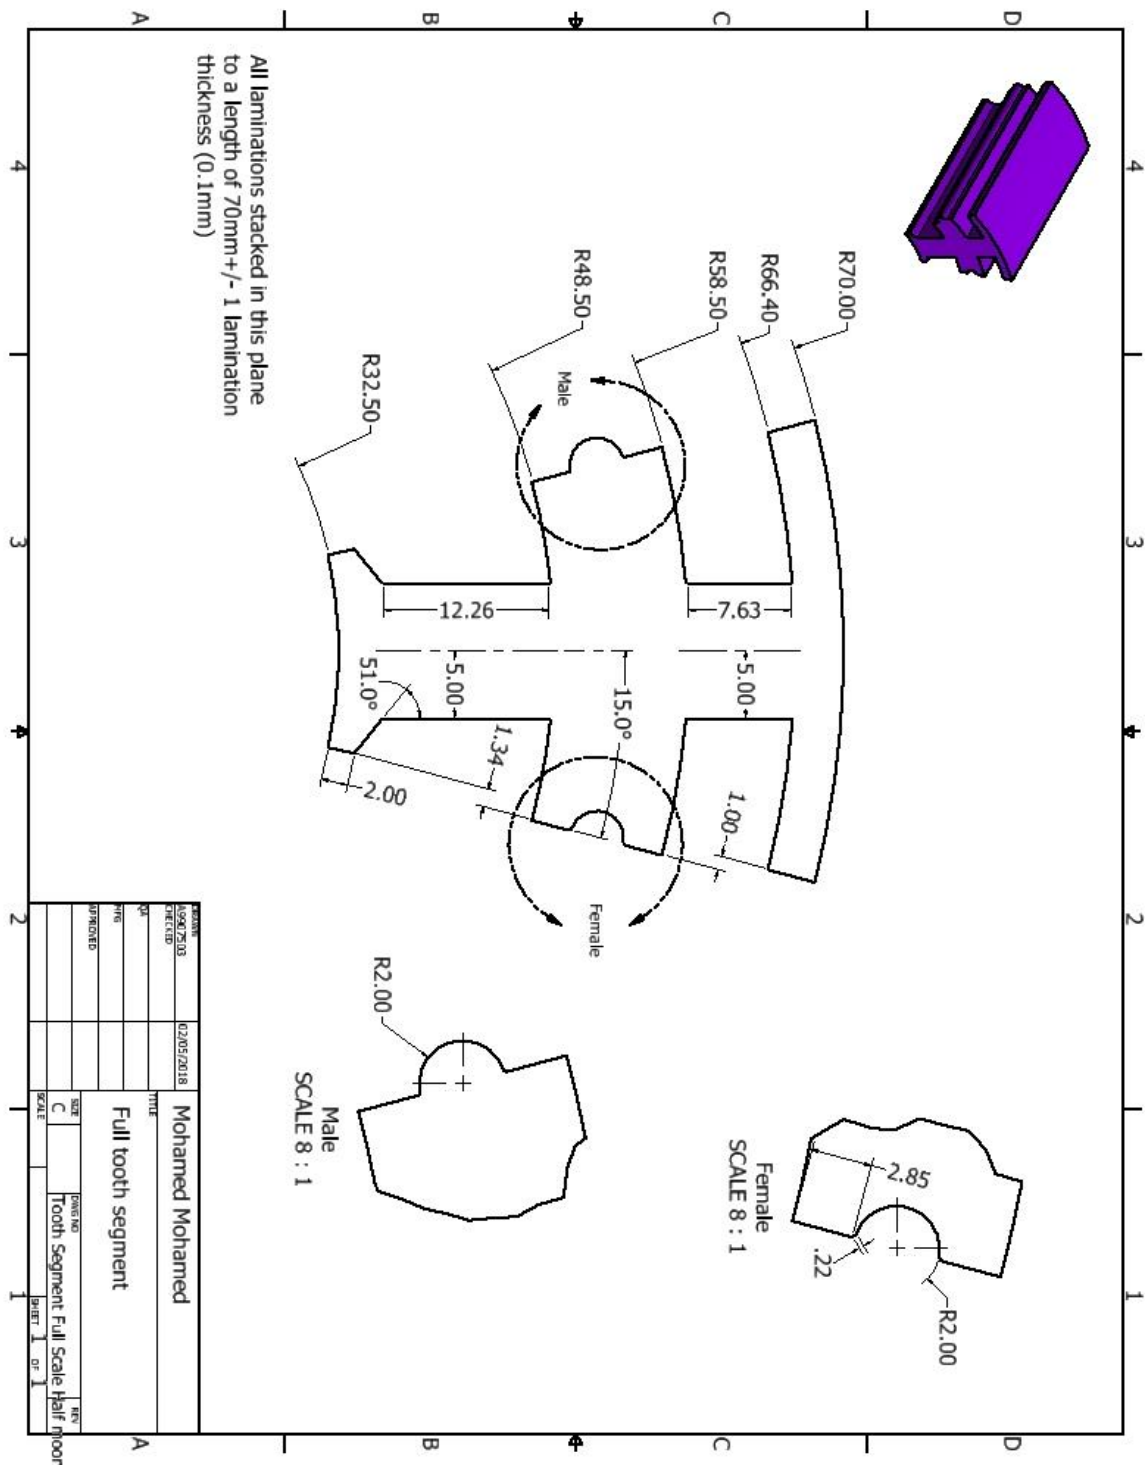 D
C
B
A
4
3
2
1
R70.00
R66.40
R58.50
R48.50
R32.50
Male
Female
7.63
12.26
5.00
5.00
15.0°
51.0°
1.34
2.00
1.00
All laminations stacked in this plane
to a length of 70mm+/- 1 lamination
thickness (0.1mm)
2.85
.22
R2.00
Female
SCALE 8 : 1
R2.00
Male
SCALE 8 : 1
DRAWN
02/05/2018
CHECKED
QA
MFG
APPROVED
Mohamed Mohamed
TITLE
Full tooth segment
SIZE
C
DWG NO
Tooth Segment Full Scale Half moon
REV
SCALE
SHEET 1 OF 1
4
3
2
1
D
C
B
A